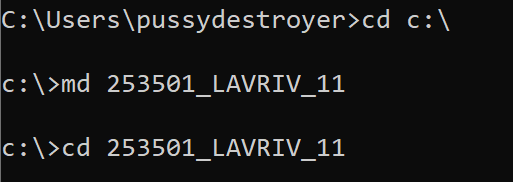 C:\Users\pussydestroyer>cd c:\
c:\>md 253501_LAVRIV_11
c:\>cd 253501_LAVRIV_11